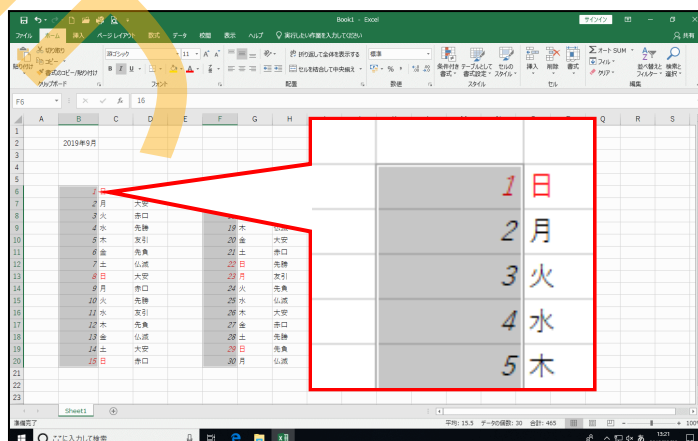 Book1 - Excel
サインイン
ファイル ホーム 挿入 ページレイアウト 数式 データ 校閲 表示 ヘルプ 実行したい作業を入力してください
共有
貼り付け
切り取り
コピー
書式のコピー/貼り付け
クリップボード
游ゴシック
11
B I U
フォント
折り返して全体を表示する
セルを結合して中央揃え
配置
標準
数値
条件付き書式
テーブルとして書式設定
セルのスタイル
スタイル
挿入 削除 書式
セル
オート SUM
フィル
クリア
並べ替えとフィルター
検索と選択
編集
F6
fx 16
A B C D E F G H Q R S
2019年9月
1 日
2 月 大安
3 火 赤口
4 水 先勝 19 木 仏滅
5 木 友引 20 金 大安
6 金 先負 21 土 赤口
7 土 仏滅 22 日 先勝
8 日 大安 23 月 友引
9 月 赤口 24 火 先負
10 火 先勝 25 水 仏滅
11 水 友引 26 木 大安
12 木 先負 27 金 赤口
13 金 仏滅 28 土 先勝
14 土 大安 29 日 先負
15 日 赤口 30 月 仏滅
1 日
2 月
3 火
4 水
5 木
Sheet1
準備完了
平均: 15.5 データの個数: 30 合計: 465
ここに入力して検索
13:21